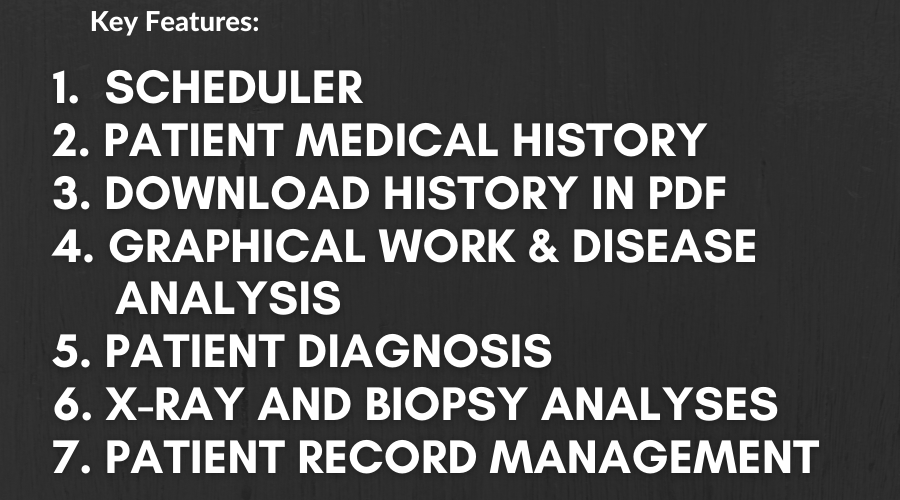 Key Features:
1. SCHEDULER
2. PATIENT MEDICAL HISTORY
3. DOWNLOAD HISTORY IN PDF
4. GRAPHICAL WORK & DISEASE
ANALYSIS
5. PATIENT DIAGNOSIS
6. X-RAY AND BIOPSY ANALYSES
7. PATIENT RECORD MANAGEMENT